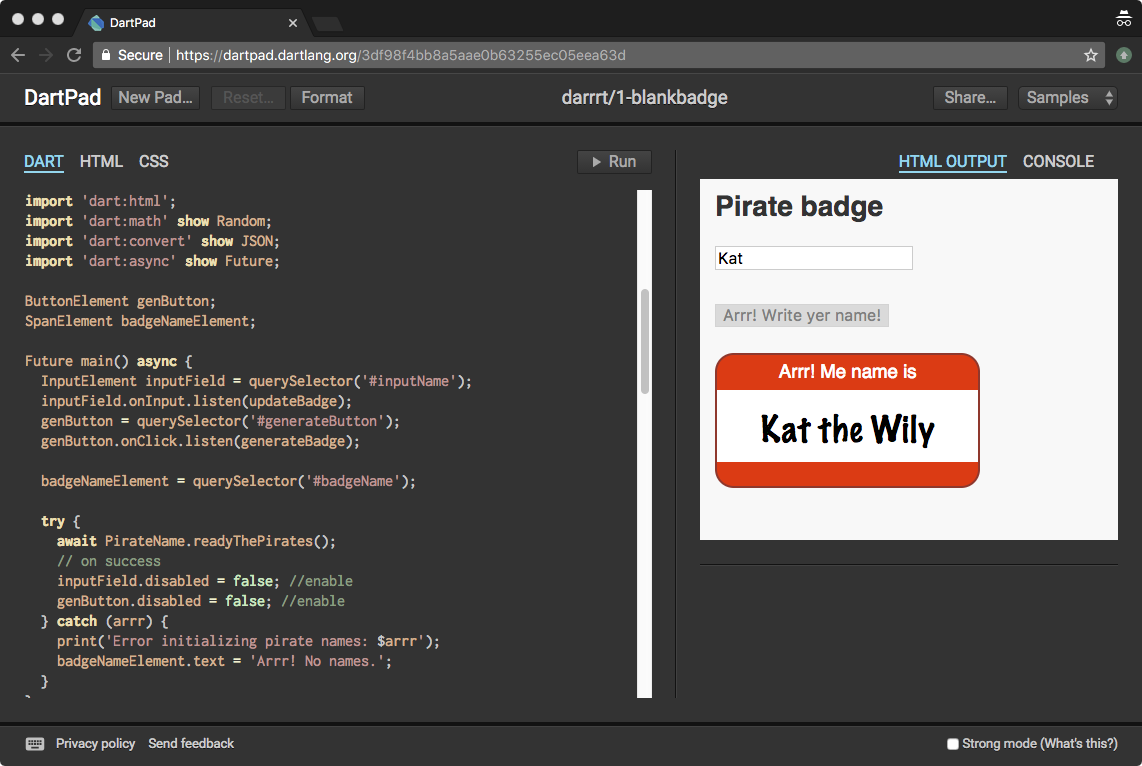 DartPad
Secure https://dartpad.dartlang.org/3df98f4bb8a5aae0b63255ec05eea63d
DartPad New Pad... Reset... Format darrrt/1-blankbadge Share... Samples
DART HTML CSS Run
import 'dart:html';
import 'dart:math' show Random;
import 'dart:convert' show JSON;
import 'dart:async' show Future;
ButtonElement genButton;
SpanElement badgeNameElement;
Future main() async {
InputElement inputField = querySelector('#inputName');
inputField.onInput.listen(updateBadge);
genButton = querySelector('#generateButton');
genButton.onClick.listen(generateBadge);
badgeNameElement = querySelector('#badgeName');
try {
await PirateName.readyThePirates();
// on success
inputField.disabled = false; //enable
genButton.disabled = false; //enable
} catch (arrr) {
print('Error initializing pirate names: $arrr');
badgeNameElement.text = 'Arrr! No names.';
}
HTML OUTPUT CONSOLE
Pirate badge
Kat
Arrr! Write yer name!
Arrr! Me name is
Kat the Wily
Privacy policy Send feedback Strong mode (What's this?)